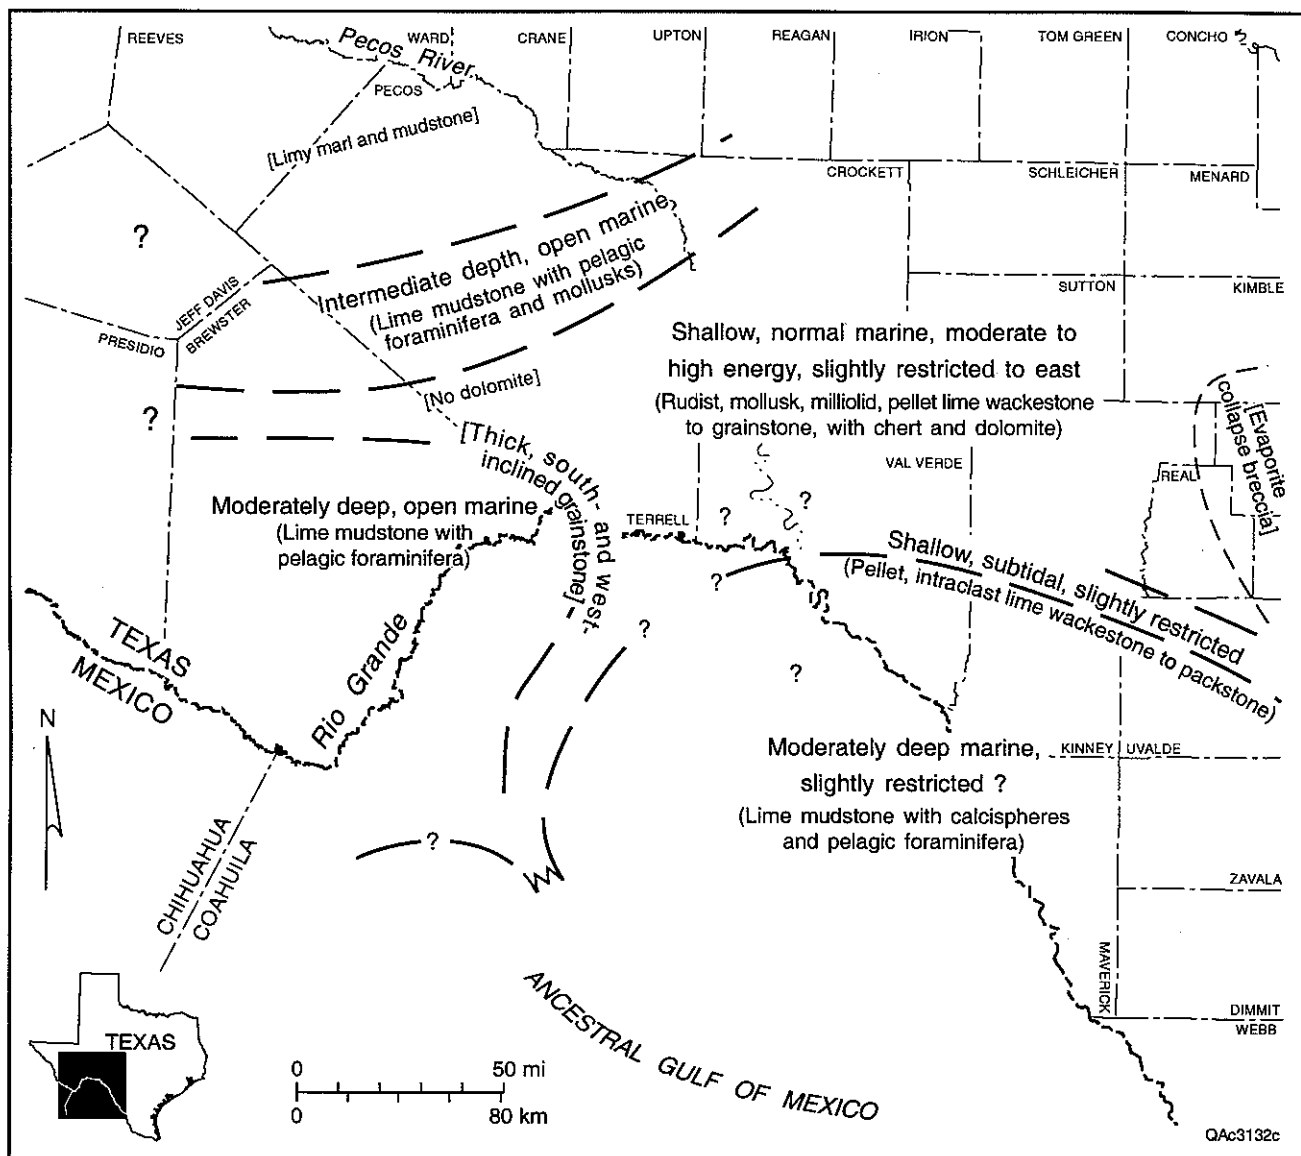 REEVES
Pecos River
WARD
CRANE
UPTON
REAGAN
IRION
TOM GREEN
CONCHO
PECOS
[Limy marl and mudstone]
CROCKETT
SCHLEICHER
MENARD
?
Intermediate depth, open marine
(Lime mudstone with pelagic
foraminifera and mollusks)
SUTTON
KIMBLE
JEFF DAVIS
BREWSTER
PRESIDIO
Shallow, normal marine, moderate to
high energy, slightly restricted to east
(Rudist, mollusk, milliolid, pellet lime wackestone
to grainstone, with chert and dolomite)
[No dolomite]
?
[Thick, south- and west-
inclined grainstone]
[Evaporite
collapse breccia]
VAL VERDE
REAL
Moderately deep, open marine
(Lime mudstone with
pelagic foraminifera)
TERRELL
?
?
?
Shallow, subtidal, slightly restricted
(Pellet, intraclast lime wackestone to packstone)
?
?
TEXAS
MEXICO
Rio Grande
N
Moderately deep marine,
slightly restricted ?
(Lime mudstone with calcispheres
and pelagic foraminifera)
KINNEY
UVALDE
?
CHIHUAHUA
COAHUILA
ZAVALA
MAVERICK
DIMMIT
WEBB
ANCESTRAL GULF OF MEXICO
TEXAS
0 50 mi
0 80 km
QAc3132c